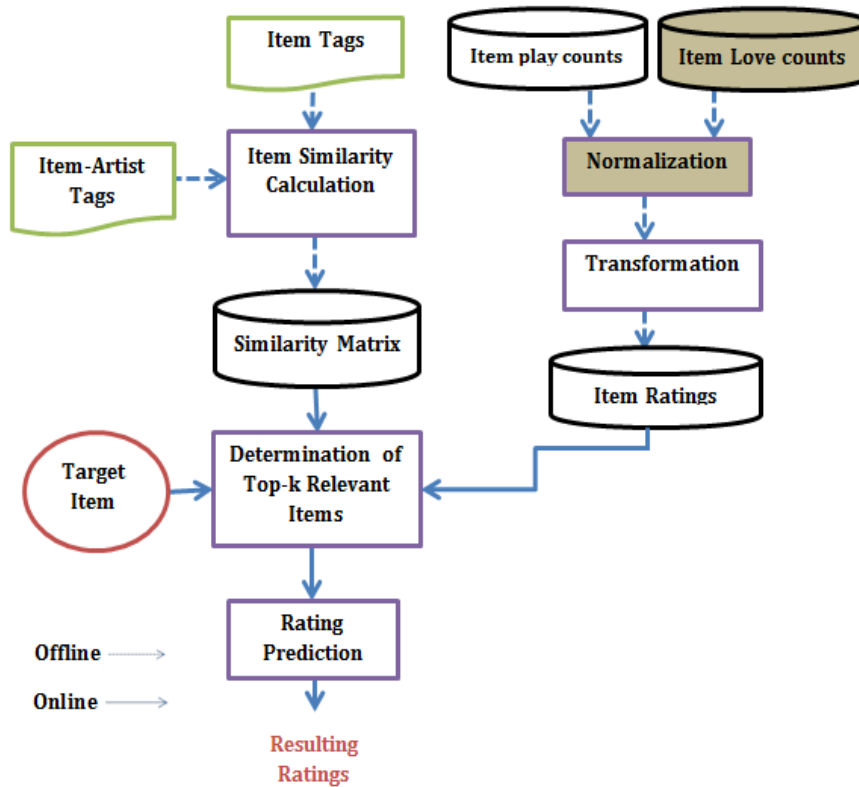 Item Tags
Item play counts
Item Love counts
Item-Artist
Tags
Item Similarity
Calculation
Normalization
Transformation
Similarity Matrix
Item Ratings
Target
Item
Determination of
Top-k Relevant
Items
Rating
Prediction
Offline
Online
Resulting
Ratings